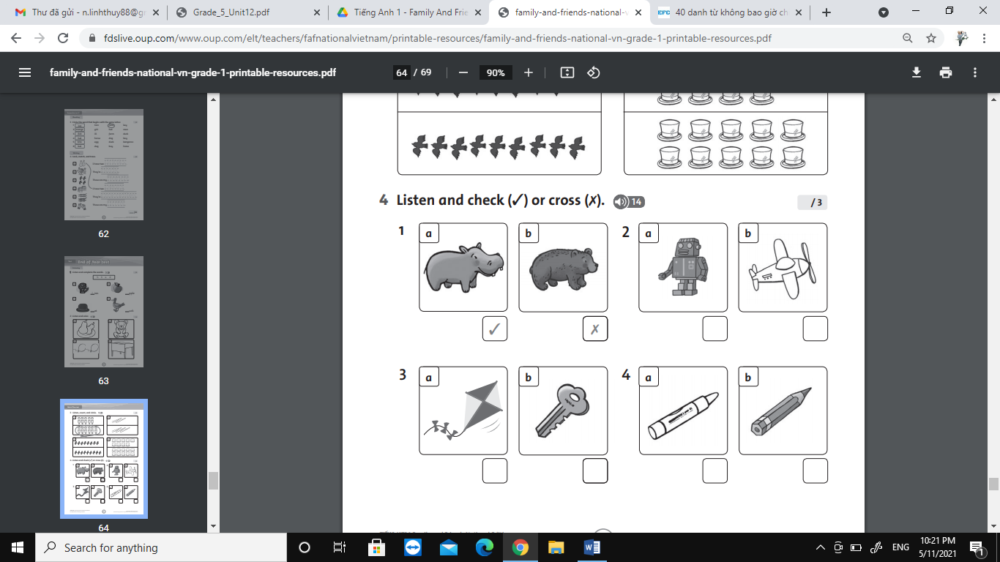 Thư đã gửi - n.linhthuy88@g
Grade_5_Unit12.pdf
Tiếng Anh 1 - Family And Frie
family-and-friends-national-v
EFC 40 danh từ không bao giờ ch
fdslive.oup.com/www.oup.com/elt/teachers/fafnationalvietnam/printable-resources/family-and-friends-national-vn-grade-1-printable-resources.pdf
family-and-friends-national-vn-grade-1-printable-resources.pdf
64 / 69
90%
62
63
64
4 Listen and check (✓) or cross (✗). 14
/ 3
1 a b 2 a b
✓ ✗
3 a b 4 a b
Search for anything
ENG
10:21 PM
5/11/2021
1